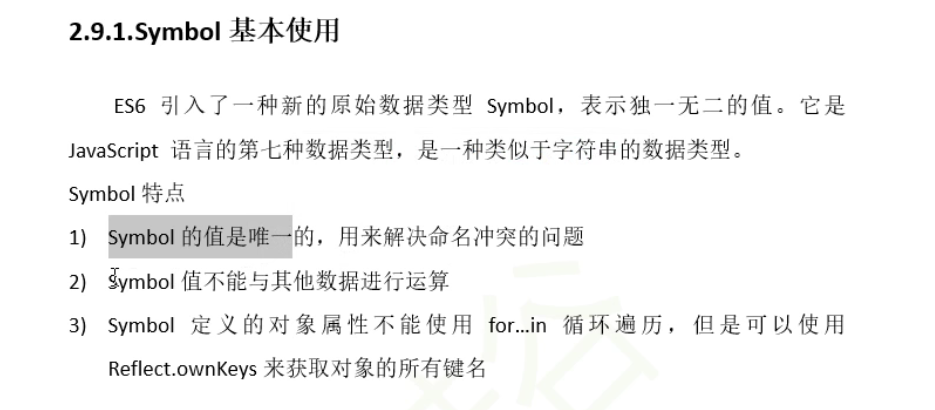 2.9.1.Symbol 基本使用
ES6 引入了一种新的原始数据类型 Symbol，表示独一无二的值。它是
JavaScript 语言的第七种数据类型，是一种类似于字符串的数据类型。
Symbol 特点
1) Symbol 的值是唯一的，用来解决命名冲突的问题
2) Symbol 值不能与其他数据进行运算
3) Symbol 定义的对象属性不能使用 for…in 循环遍历，但是可以使用
Reflect.ownKeys 来获取对象的所有键名